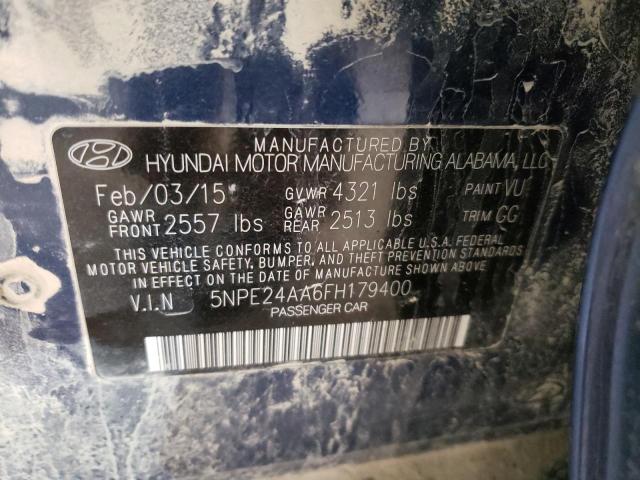 MANUFACTURED BY
HYUNDAI MOTOR MANUFACTURING ALABAMA, LLC
Feb/03/15 GVWR 4321 lbs PAINT VU
GAWR FRONT 2557 lbs GAWR REAR 2513 lbs TRIM GG
THIS VEHICLE CONFORMS TO ALL APPLICABLE U.S.A. FEDERAL
MOTOR VEHICLE SAFETY, BUMPER, AND THEFT PREVENTION STANDARDS
IN EFFECT ON THE DATE OF MANUFACTURE SHOWN ABOVE.
V.I.N 5NPE24AA6FH179400
PASSENGER CAR